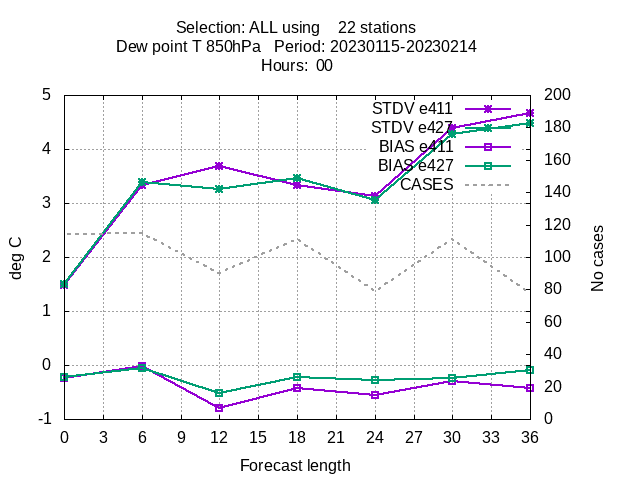 Selection: ALL using    22 stations
Dew point T 850hPa   Period: 20230115-20230214
Hours:  00
STDV e411
STDV e427
BIAS e411
BIAS e427
CASES
5
4
3
2
1
0
-1
200
180
160
140
120
100
80
60
40
20
0
deg C
No cases
0 3 6 9 12 15 18 21 24 27 30 33 36
Forecast length